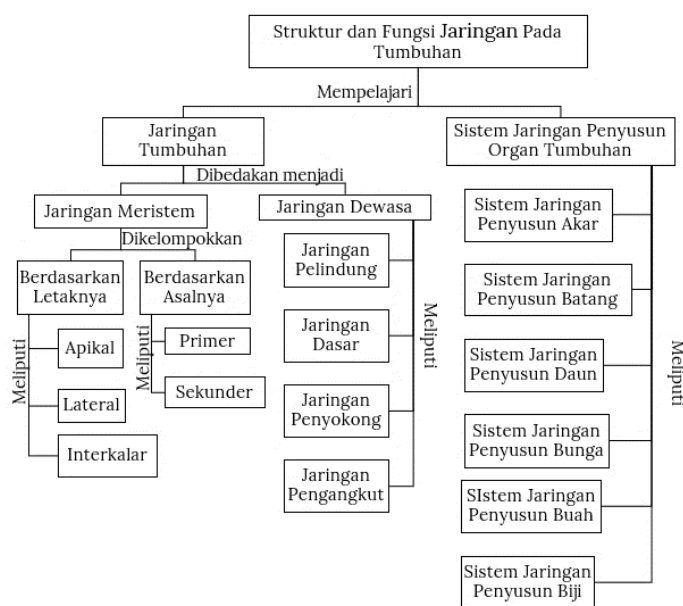 Struktur dan Fungsi Jaringan Pada
Tumbuhan
Mempelajari
Jaringan
Tumbuhan
Sistem Jaringan Penyusun
Organ Tumbuhan
Dibedakan menjadi
Jaringan Meristem
Jaringan Dewasa
Dikelompokkan
Berdasarkan
Letaknya
Berdasarkan
Asalnya
Meliputi
Apikal
Lateral
Interkalar
Meliputi
Primer
Sekunder
Jaringan
Pelindung
Jaringan
Dasar
Jaringan
Penyokong
Jaringan
Pengangkut
Meliputi
Sistem Jaringan
Penyusun Akar
Sistem Jaringan
Penyusun Batang
Sistem Jaringan
Penyusun Daun
Sistem Jaringan
Penyusun Bunga
SIstem Jaringan
Penyusun Buah
Sistem Jaringan
Penyusun Biji
Meliputi